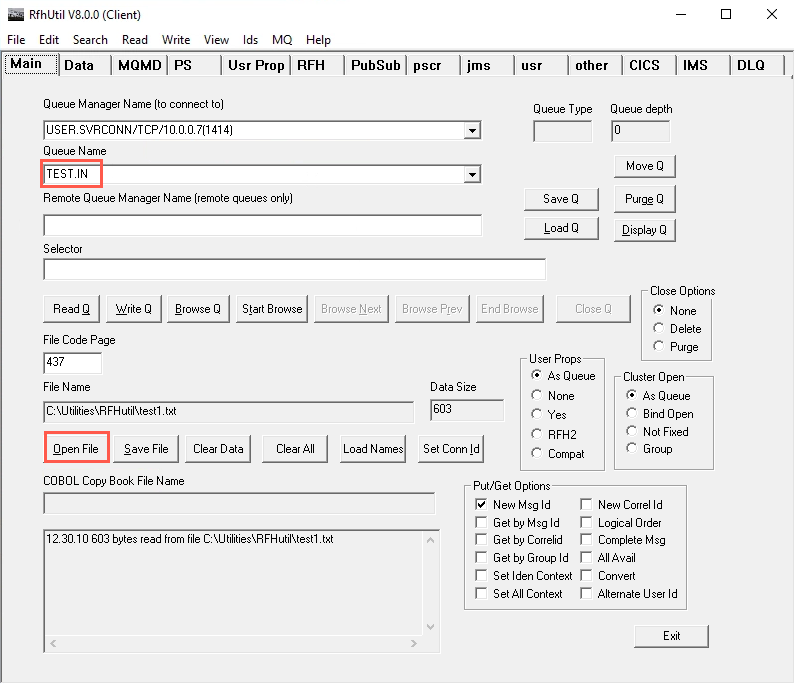 RfhUtil V8.0.0 (Client)
File Edit Search Read Write View Ids MQ Help
Main Data MQMD PS Usr Prop RFH PubSub pscr jms usr other CICS IMS DLQ
Queue Manager Name (to connect to)
Queue Type Queue depth
USER.SVRCONN/TCP/10.0.0.7(1414)
0
Queue Name
TEST.IN
Move Q
Remote Queue Manager Name (remote queues only)
Save Q Purge Q
Load Q Display Q
Selector
Close Options
Read Q Write Q Browse Q Start Browse Browse Next Browse Prev End Browse Close Q
None
Delete
Purge
File Code Page
437
User Props
As Queue
None
Yes
RFH2
Compat
Cluster Open
As Queue
Bind Open
Not Fixed
Group
File Name
Data Size
C:\Utilities\RFHutil\test1.txt
603
Open File Save File Clear Data Clear All Load Names Set Conn Id
COBOL Copy Book File Name
Put/Get Options
New Msg Id New Correl Id
Get by Msg Id Logical Order
Get by Correlid Complete Msg
Get by Group Id All Avail
Set Iden Context Convert
Set All Context Alternate User Id
12.30.10 603 bytes read from file C:\Utilities\RFHutil\test1.txt
Exit